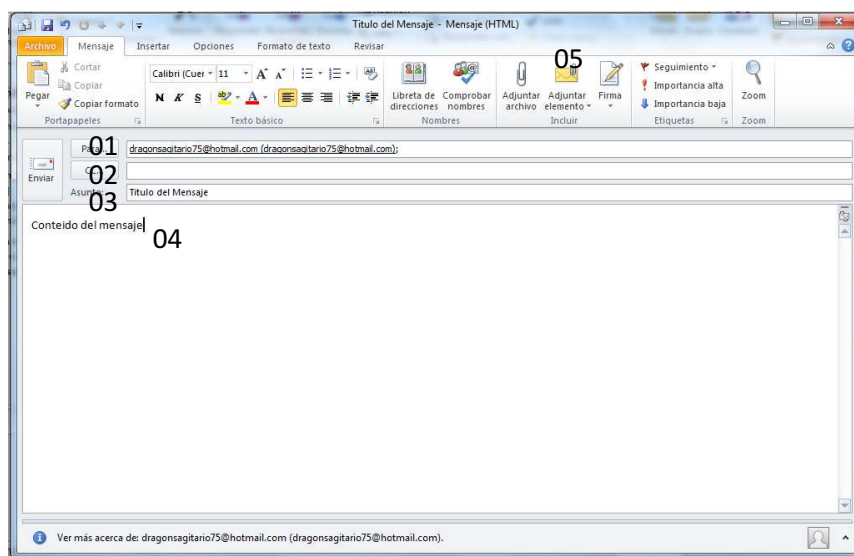 Titulo del Mensaje - Mensaje (HTML)
Archivo Mensaje Insertar Opciones Formato de texto Revisar
Pegar
Cortar
Copiar
Copiar formato
Portapapeles
Calibri (Cuer 11
N K S
Texto básico
Libreta de direcciones
Comprobar nombres
Nombres
Adjuntar archivo
Adjuntar elemento
Firma
Incluir
05
Seguimiento
Importancia alta
Importancia baja
Etiquetas
Zoom
Zoom
Enviar
01 dragonsagitario75@hotmail.com (dragonsagitario75@hotmail.com);
02
Asunto: Titulo del Mensaje
03
Conteido del mensaje
04
Ver más acerca de: dragonsagitario75@hotmail.com (dragonsagitario75@hotmail.com).